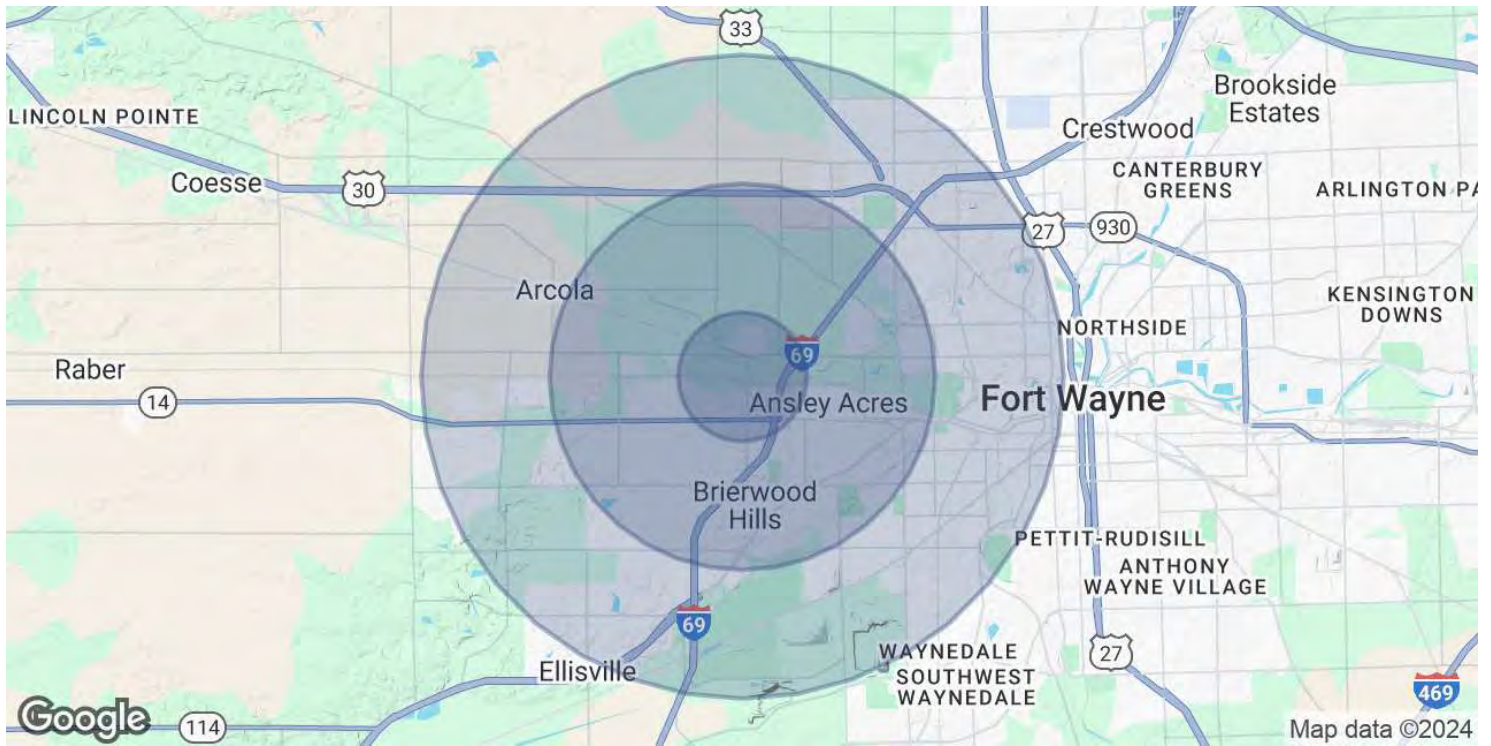 33
Brookside
Estates
LINCOLN POINTE
Crestwood
CANTERBURY
GREENS
Coesse
30
ARLINGTON PA
27
930
Arcola
KENSINGTON
DOWNS
NORTHSIDE
69
Raber
14
Ansley Acres
Fort Wayne
Brierwood
Hills
PETTIT-RUDISILL
ANTHONY
WAYNE VILLAGE
69
WAYNEDALE
27
Ellisville
SOUTHWEST
WAYNEDALE
469
Google
114
Map data ©2024